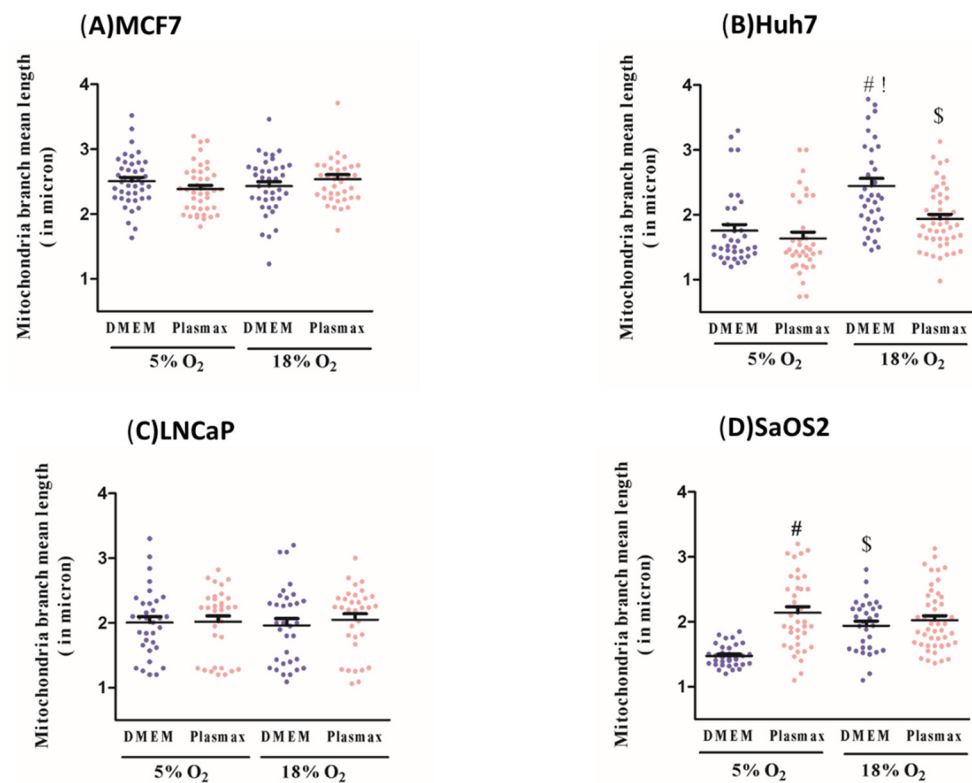 (A)MCF7
Mitochondria branch mean length
( in micron)
4
3
2
1
DMEM Plasmax DMEM Plasmax
5% O₂ 18% O₂
(B)Huh7
Mitochondria branch mean length
( in micron)
4
3
2
1
# !
$
DMEM Plasmax DMEM Plasmax
5% O₂ 18% O₂
(C)LNCaP
Mitochondria branch mean length
( in micron)
4
3
2
1
DMEM Plasmax DMEM Plasmax
5% O₂ 18% O₂
(D)SaOS2
Mitochondria branch mean length
( in micron)
4
3
2
1
#
$
DMEM Plasmax DMEM Plasmax
5% O₂ 18% O₂